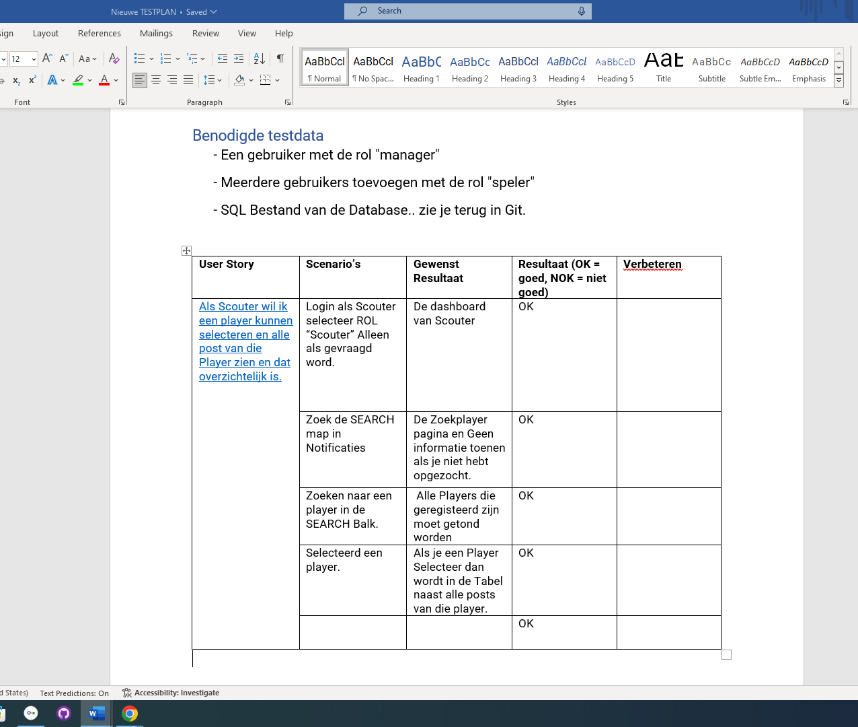 Nieuwe TESTPLAN • Saved
Search
ign Layout References Mailings Review View Help
12 Aa
Font
Paragraph
AaBbCcI AaBbCcI AaBbC AaBbCc AaBbCcI AaBbCcI AaBbCcD AaE AaBbCc AaBbCcD AaBbCcD
¶ Normal ¶ No Spac... Heading 1 Heading 2 Heading 3 Heading 4 Heading 5 Title Subtitle Subtle Em... Emphasis
Styles
Benodigde testdata
- Een gebruiker met de rol "manager"
- Meerdere gebruikers toevoegen met de rol "speler"
- SQL Bestand van de Database.. zie je terug in Git.
User Story
Scenario's
Gewenst
Resultaat
Resultaat (OK =
goed, NOK = niet
goed)
Verbeteren
Als Scouter wil ik
een player kunnen
selecteren en alle
post van die
Player zien en dat
overzichtelijk is.
Login als Scouter
selecteer ROL
“Scouter” Alleen
als gevraagd
word.
De dashboard
van Scouter
OK
Zoek de SEARCH
map in
Notificaties
De Zoekplayer
pagina en Geen
informatie toenen
als je niet hebt
opgezocht.
OK
Zoeken naar een
player in de
SEARCH Balk.
Alle Players die
geregisteerd zijn
moet getond
worden
OK
Selecteerd een
player.
Als je een Player
Selecteer dan
wordt in de Tabel
naast alle posts
van die player.
OK
OK
d States) Text Predictions: On Accessibility: Investigate